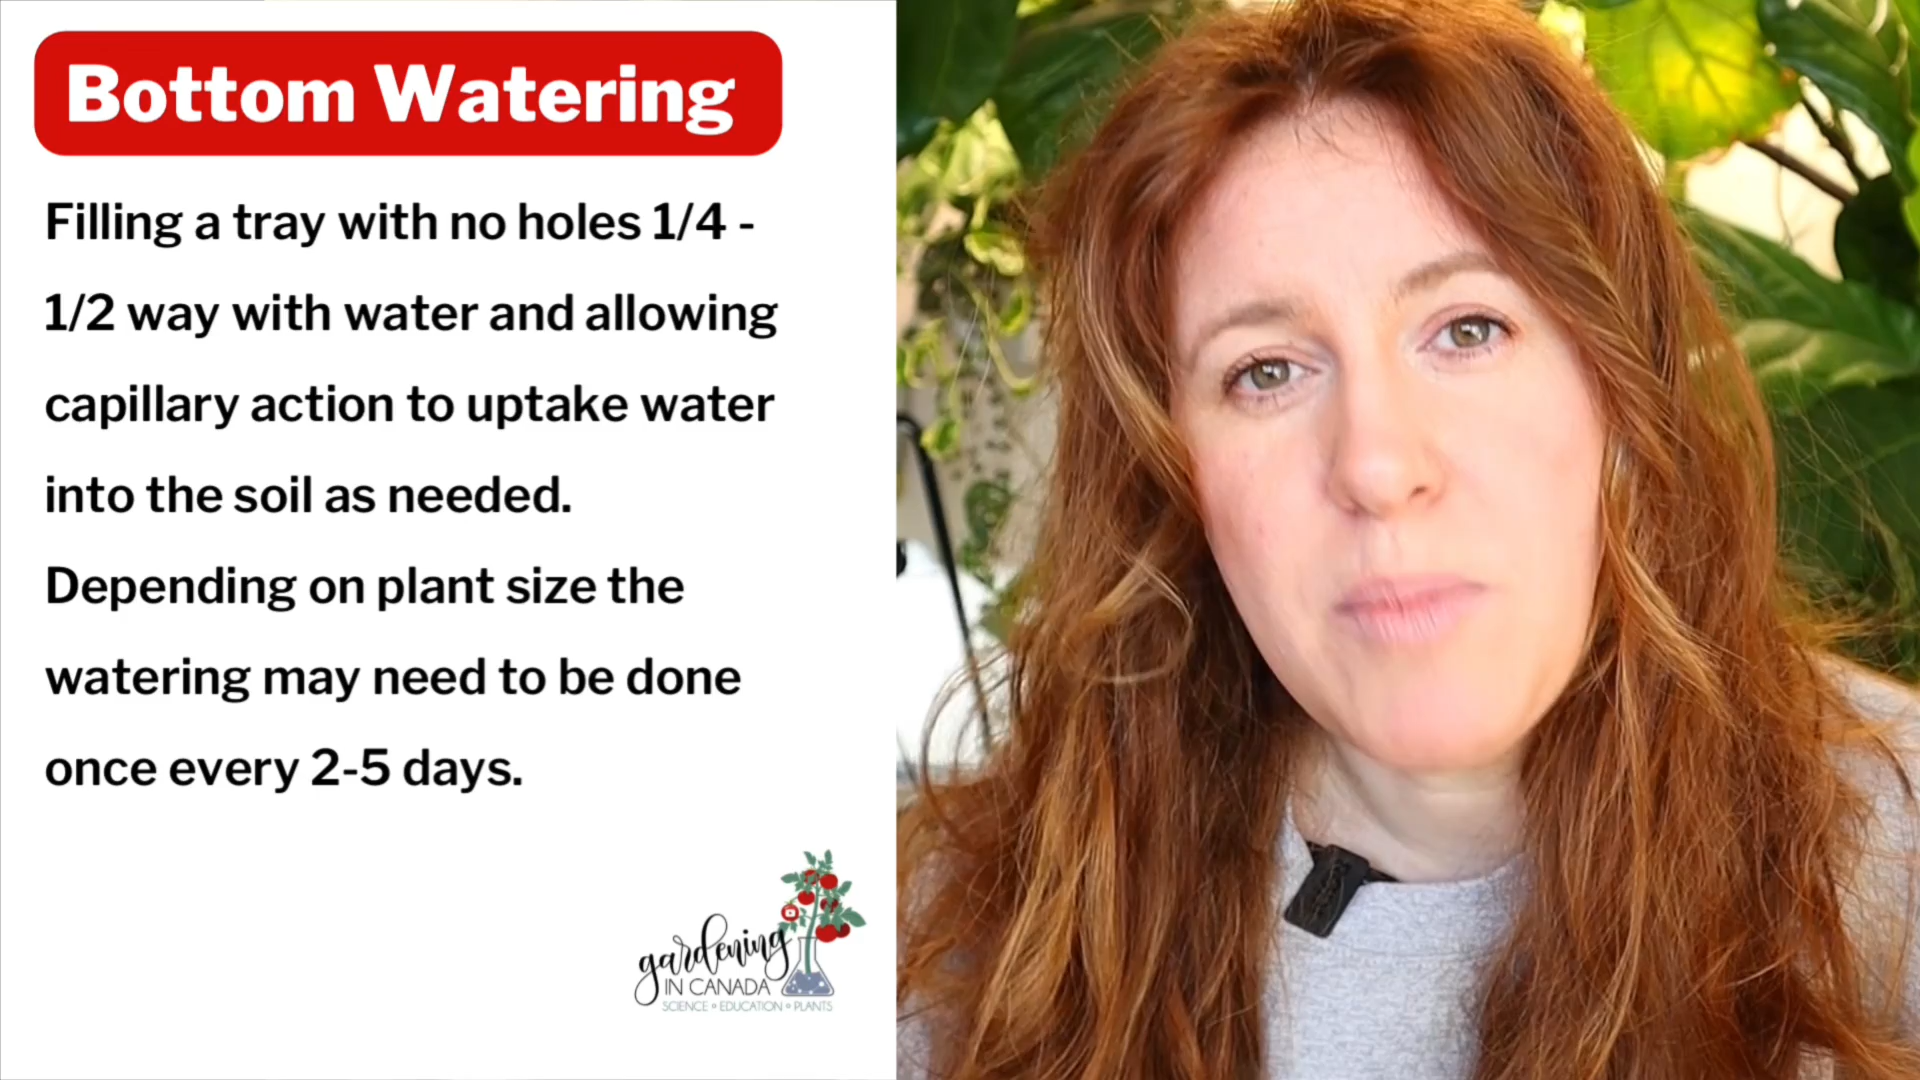 Bottom Watering
Filling a tray with no holes 1/4 -
1/2 way with water and allowing
capillary action to uptake water
into the soil as needed.
Depending on plant size the
watering may need to be done
once every 2-5 days.
gardening
IN CANADA
SCIENCE • EDUCATION • PLANTS